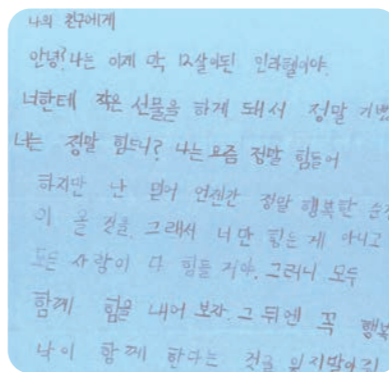 나의 친구에게
안녕? 나는 이제 막 12살이된 인라헬이야.
너한테 작은 선물을 하게 돼서 정말 기뻤
너는 정말 힘드니? 나는 요즘 정말 힘들어
하지만 난 믿어 언젠간 정말 행복한 순
이 올 것을. 그래서 너만 힘든 게 아니고
모든 사람이 다 힘들 거야. 그러니 모두
함께 힘을 내어 보자. 그 뒤엔 꼭 행복
낙이 함께 한다는 것을 잊지말아줘